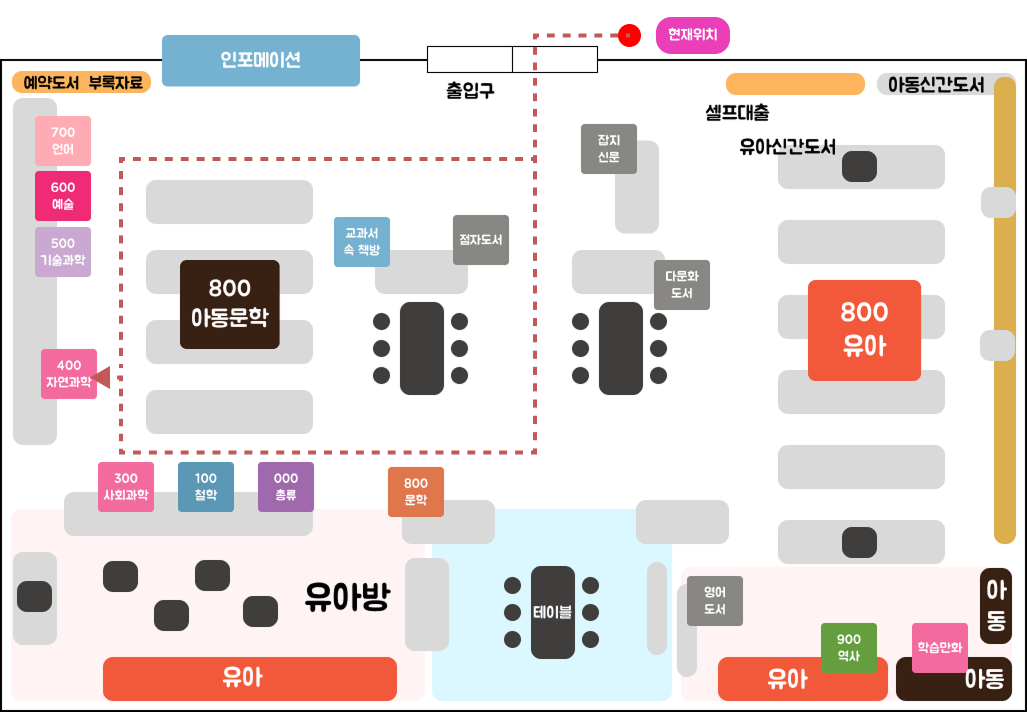 현재위치
인포메이션
출입구
예약도서 부록자료
아동신간도서
셀프대출
유아신간도서
700
언어
600
예술
500
기술과학
400
자연과학
잡지
신문
교과서
속 책방
점자도서
다문화
도서
800
아동문학
800
유아
300
사회과학
100
철학
000
총류
800
문학
유아방
유아
테이블
영어
도서
900
역사
학습만화
유아
아동
아
동